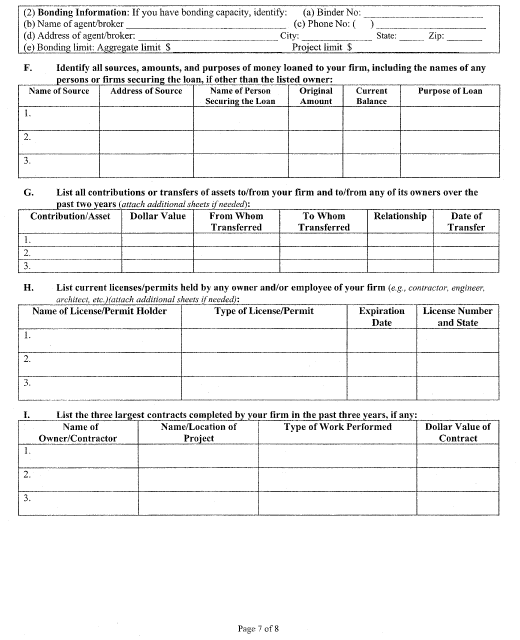 (2) Bonding Information: If you have bonding capacity, identify: (a) Binder No:
(b) Name of agent/broker (c) Phone No: ( )
(d) Address of agent/broker: City: State: Zip:
(e) Bonding limit: Aggregate limit $ Project limit $
F. Identify all sources, amounts, and purposes of money loaned to your firm, including the names of any
persons or firms securing the loan, if other than the listed owner:
Name of Source Address of Source Name of Person Original Current Purpose of Loan
Securing the Loan Amount Balance
1.
2.
3.
G. List all contributions or transfers of assets to/from your firm and to/from any of its owners over the
past two years (attach additional sheets if needed):
Contribution/Asset Dollar Value From Whom To Whom Relationship Date of
Transferred Transferred Transfer
1.
2.
3.
H. List current licenses/permits held by any owner and/or employee of your firm (e.g., contractor, engineer,
architect, etc.)(attach additional sheets if needed):
Name of License/Permit Holder Type of License/Permit Expiration License Number
Date and State
1.
2.
3.
I. List the three largest contracts completed by your firm in the past three years, if any:
Name of Name/Location of Type of Work Performed Dollar Value of
Owner/Contractor Project Contract
1.
2.
3.
Page 7 of 8